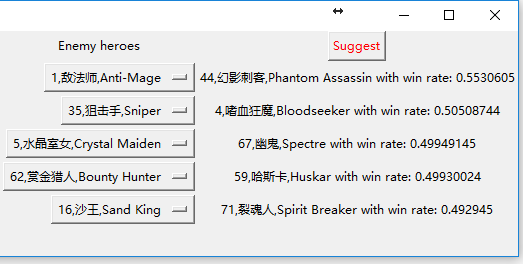 Enemy heroes Suggest
1,敌法师,Anti-Mage 44,幻影刺客,Phantom Assassin with win rate: 0.5530605
35,狙击手,Sniper 4,嗜血狂魔,Bloodseeker with win rate: 0.50508744
5,水晶室女,Crystal Maiden 67,幽鬼,Spectre with win rate: 0.49949145
62,赏金猎人,Bounty Hunter 59,哈斯卡,Huskar with win rate: 0.49930024
16,沙王,Sand King 71,裂魂人,Spirit Breaker with win rate: 0.492945